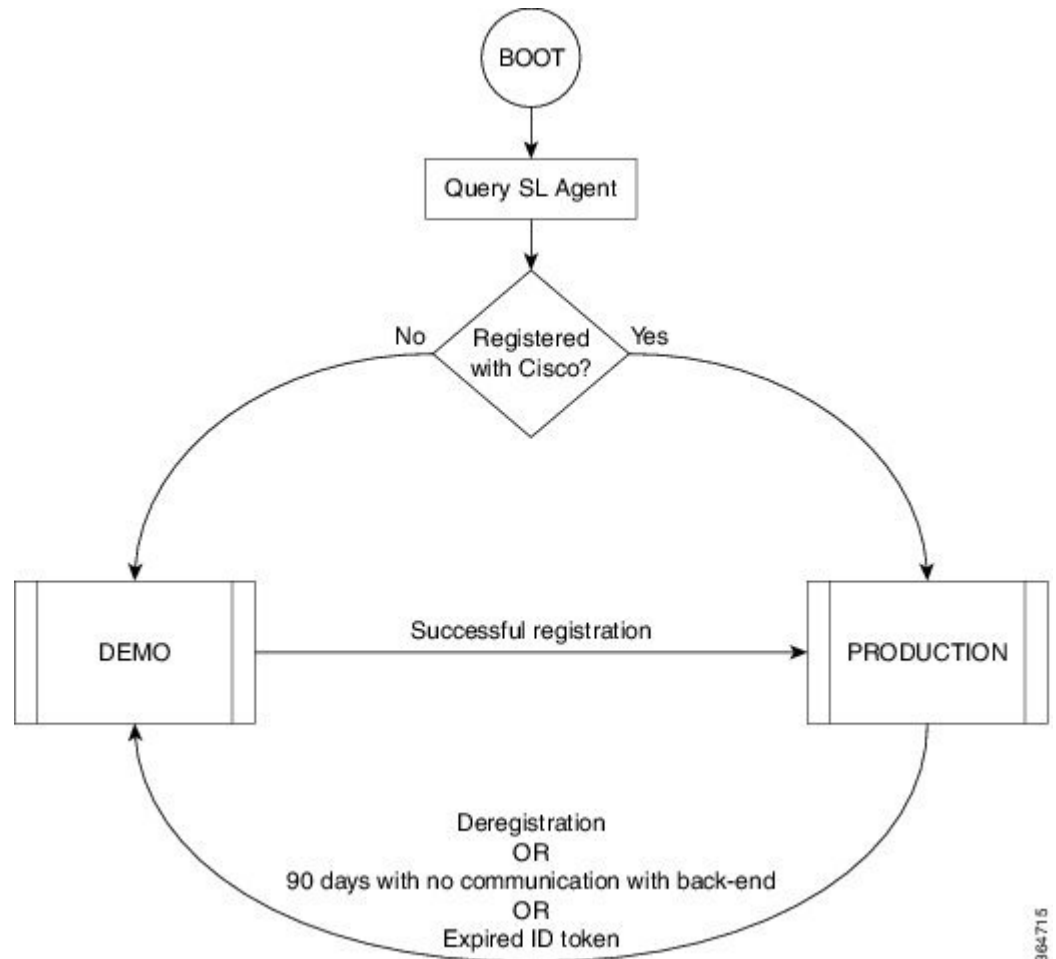 BOOT
Query SL Agent
No
Registered
with Cisco?
Yes
DEMO
Successful registration
PRODUCTION
Deregistration
OR
90 days with no communication with back-end
OR
Expired ID token
364715